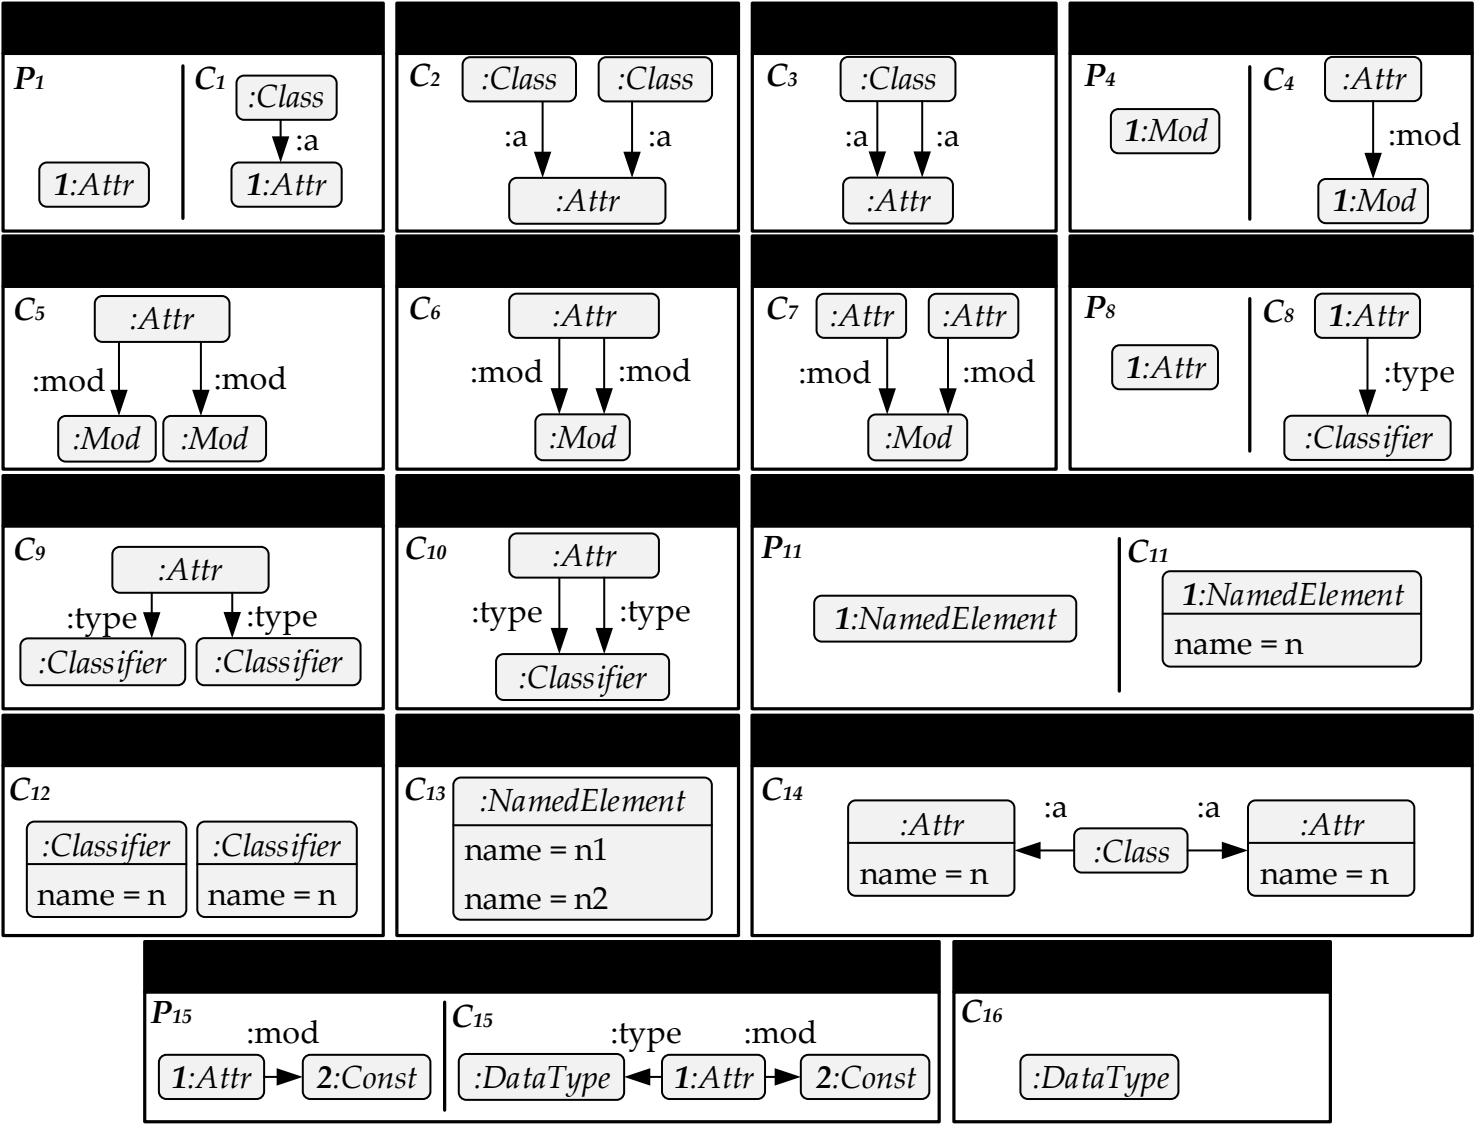 P1
1:Attr
C1
:Class
:a
1:Attr
C2
:Class
:Class
:a
:a
:Attr
C3
:Class
:a
:a
:Attr
P4
1:Mod
C4
:Attr
:mod
1:Mod
C5
:Attr
:mod
:mod
:Mod
:Mod
C6
:Attr
:mod
:mod
:Mod
C7
:Attr
:Attr
:mod
:mod
:Mod
P8
1:Attr
C8
1:Attr
:type
:Classifier
C9
:Attr
:type
:type
:Classifier
:Classifier
C10
:Attr
:type
:type
:Classifier
P11
1:NamedElement
C11
1:NamedElement
name = n
C12
:Classifier
name = n
:Classifier
name = n
C13
:NamedElement
name = n1
name = n2
C14
:Attr
name = n
:a
:Class
:a
:Attr
name = n
P15
:mod
1:Attr
2:Const
C15
:type
:mod
:DataType
1:Attr
2:Const
C16
:DataType